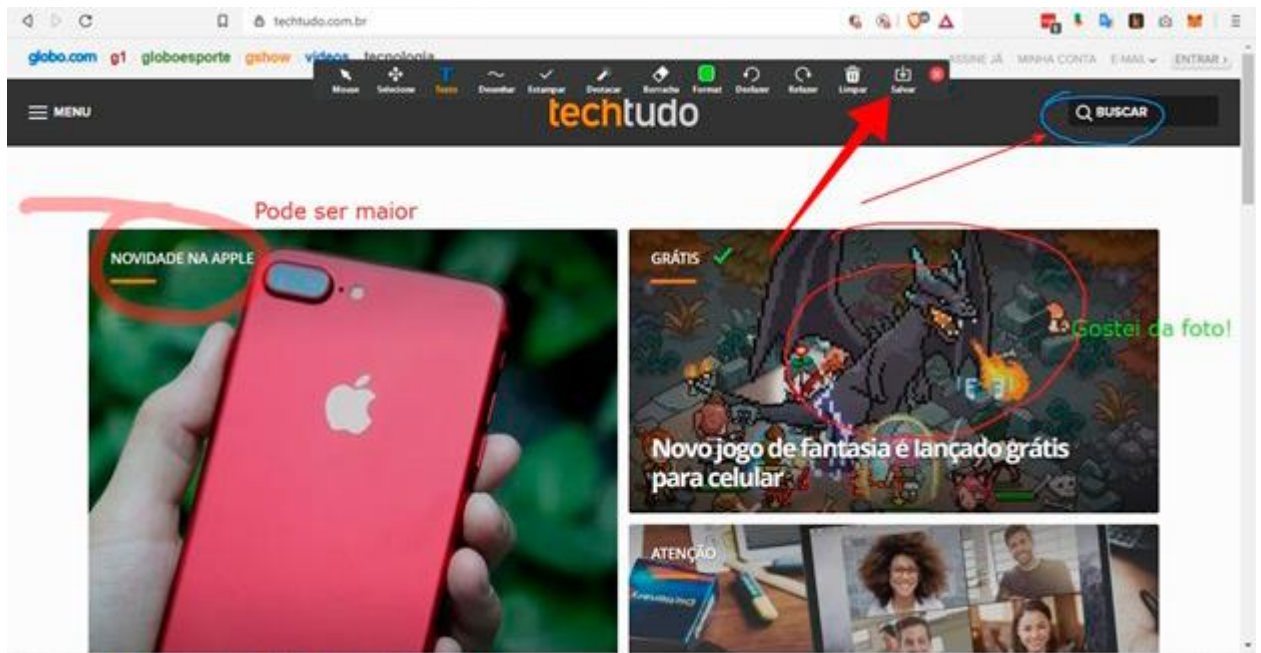 techtudo.com.br
globo.com g1 globoesporte gshow vídeos tecnologia
ASSINE JÁ MINHA CONTA E-MAIL ENTRAR
Mouse Selecione Texto Desenhar Estampar Destacar Borracha Format Desfazer Refazer Limpar Salvar
MENU
techtudo
BUSCAR
Pode ser maior
NOVIDADE NA APPLE
GRÁTIS
Gostei da foto!
Novo jogo de fantasia é lançado grátis
para celular
ATENÇÃO
Dictionary